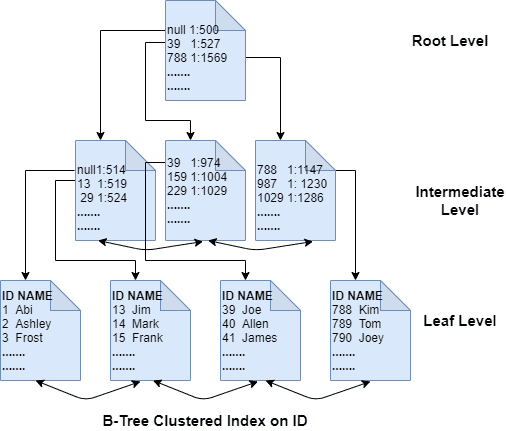 null 1:500
39 1:527
788 1:1569
.......
.......
Root Level
null1:514
13 1:519
29 1:524
.......
.......
39 1:974
159 1:1004
229 1:1029
.......
.......
788 1:1147
987 1: 1230
1029 1:1286
.......
.......
Intermediate
Level
ID NAME
1 Abi
2 Ashley
3 Frost
.......
.......
ID NAME
13 Jim
14 Mark
15 Frank
.......
.......
ID NAME
39 Joe
40 Allen
41 James
.......
.......
ID NAME
788 Kim
789 Tom
790 Joey
.......
.......
Leaf Level
B-Tree Clustered Index on ID